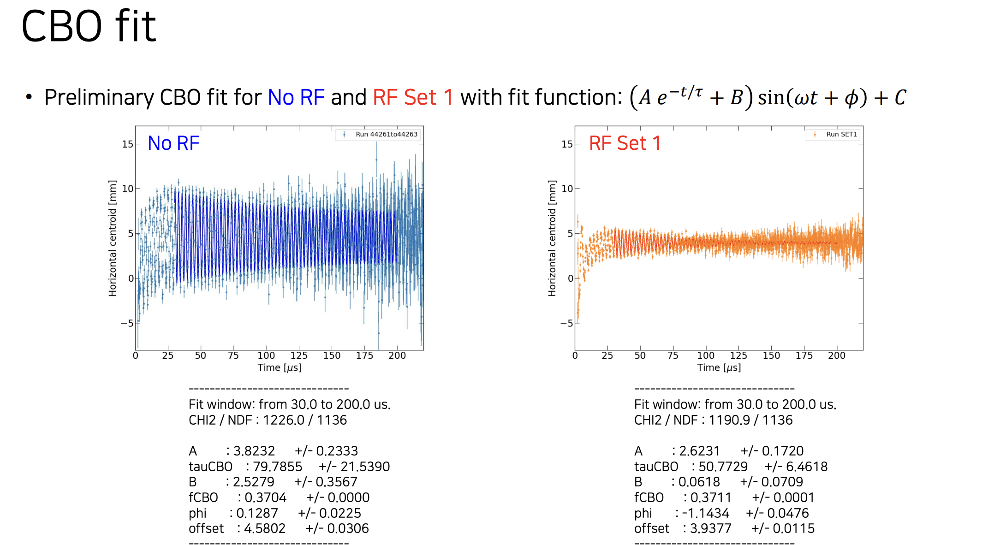 CBO fit
• Preliminary CBO fit for No RF and RF Set 1 with fit function: (A e^{−t/τ} + B) sin(ωt + ϕ) + C
No RF
Run 44261to44263
15
10
5
0
−5
Horizontal centroid [mm]
0 25 50 75 100 125 150 175 200
Time [μs]
RF Set 1
Run SET1
15
10
5
0
−5
Horizontal centroid [mm]
0 25 50 75 100 125 150 175 200
Time [μs]
------------------------------
Fit window: from 30.0 to 200.0 us.
CHI2 / NDF : 1226.0 / 1136
A : 3.8232 +/- 0.2333
tauCBO : 79.7855 +/- 21.5390
B : 2.5279 +/- 0.3567
fCBO : 0.3704 +/- 0.0000
phi : 0.1287 +/- 0.0225
offset : 4.5802 +/- 0.0306
------------------------------
------------------------------
Fit window: from 30.0 to 200.0 us.
CHI2 / NDF : 1190.9 / 1136
A : 2.6231 +/- 0.1720
tauCBO : 50.7729 +/- 6.4618
B : 0.0618 +/- 0.0709
fCBO : 0.3711 +/- 0.0001
phi : -1.1434 +/- 0.0476
offset : 3.9377 +/- 0.0115
------------------------------